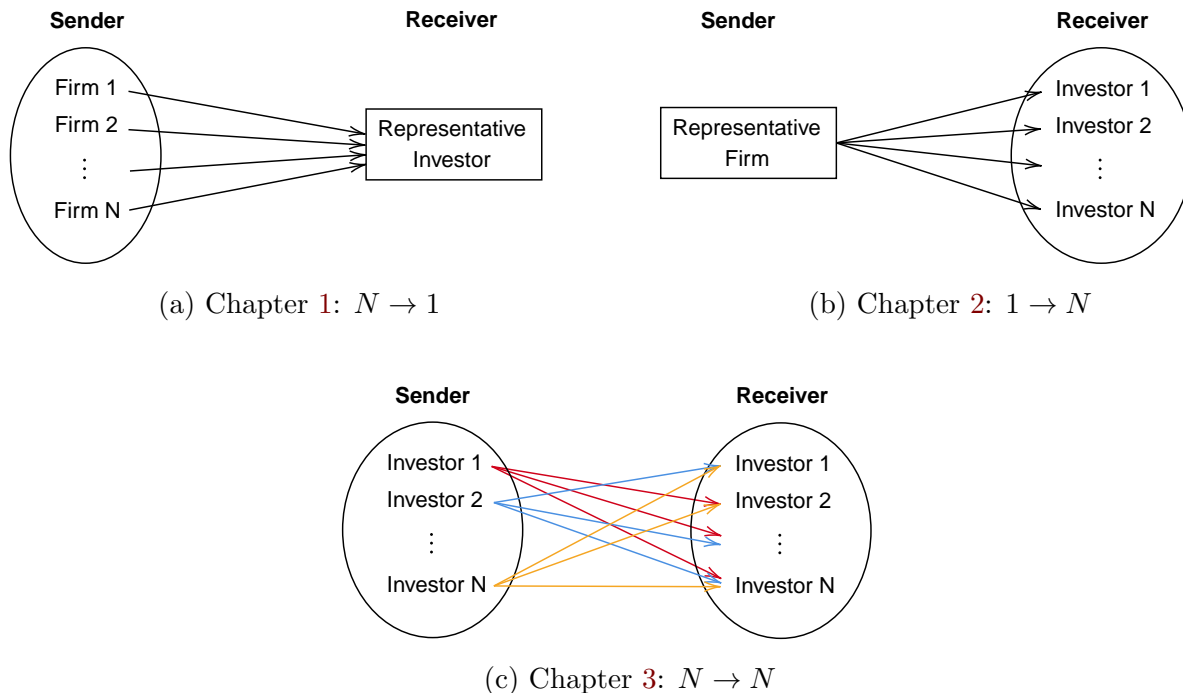 Sender
Receiver
Firm 1
Firm 2
⋮
Firm N
Representative
Investor
(a) Chapter 1: N → 1
Sender
Receiver
Representative
Firm
Investor 1
Investor 2
⋮
Investor N
(b) Chapter 2: 1 → N
Sender
Receiver
Investor 1
Investor 2
⋮
Investor N
Investor 1
Investor 2
⋮
Investor N
(c) Chapter 3: N → N